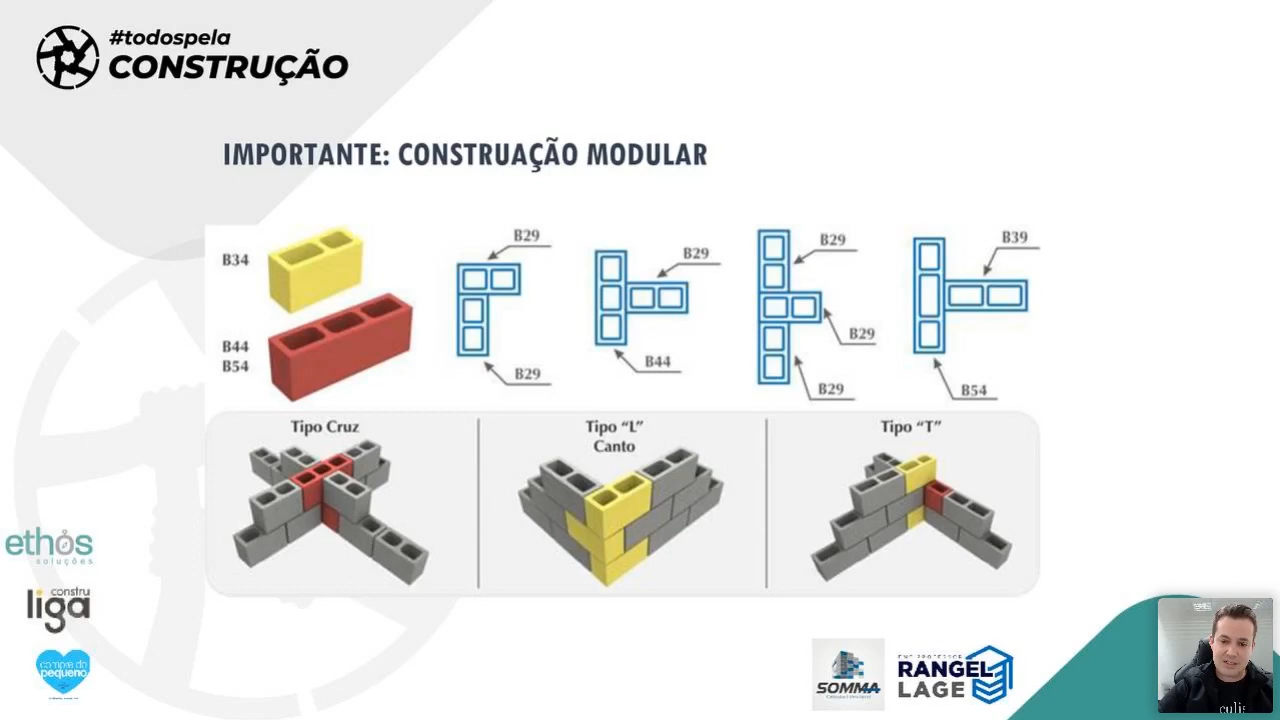 #todospela
CONSTRUÇÃO
IMPORTANTE: CONSTRUAÇÃO MODULAR
B34
B44
B54
B29
B29
B29
B44
B29
B29
B29
B39
B54
Tipo Cruz
Tipo “L”
Canto
Tipo “T”
ethos
soluções
constru
liga
compre do
pequeno
SOMMA
RANGEL
LAGE